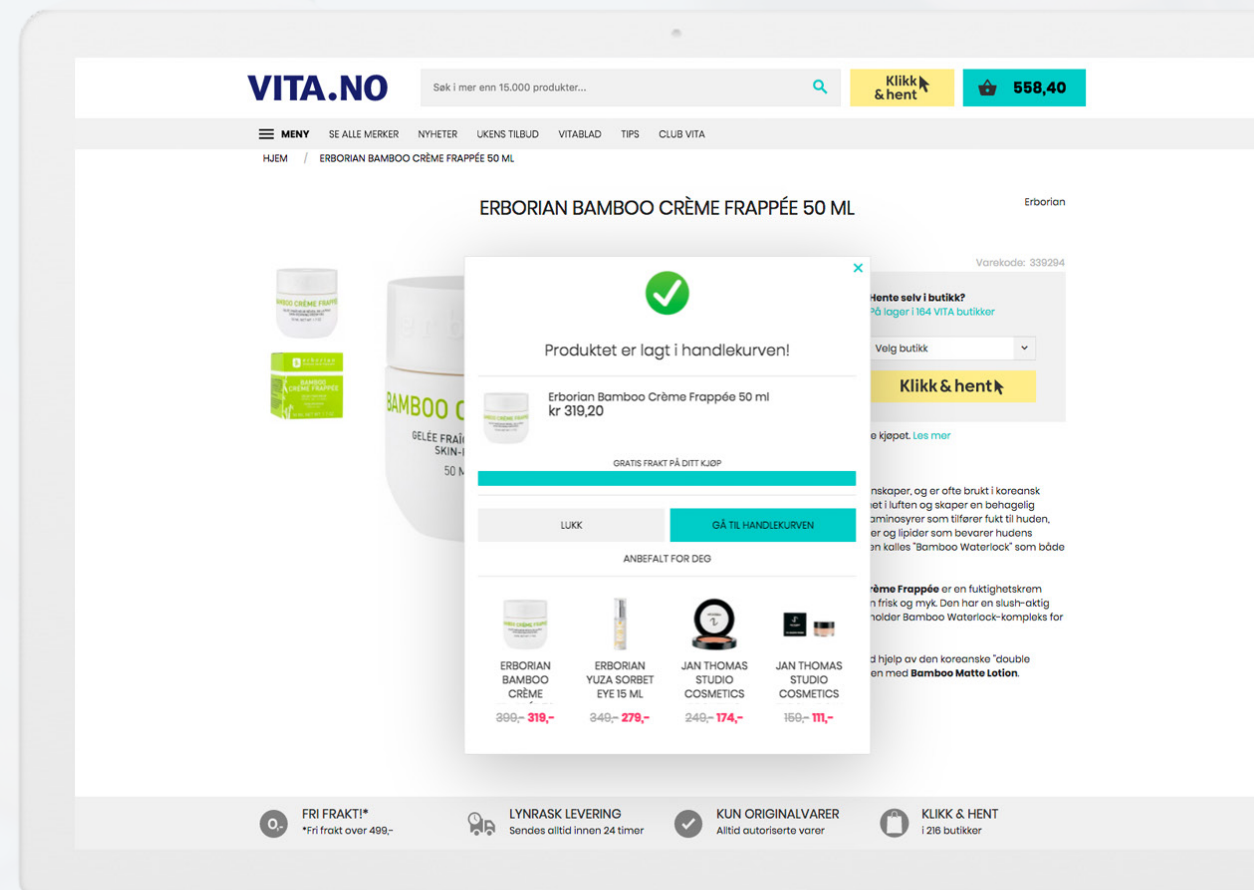 VITA.NO
Søk i mer enn 15.000 produkter...
Klikk
& hent
558,40
MENY SE ALLE MERKER NYHETER UKENS TILBUD VITABLAD TIPS CLUB VITA
HJEM / ERBORIAN BAMBOO CRÈME FRAPPÉE 50 ML
ERBORIAN BAMBOO CRÈME FRAPPÉE 50 ML
Erborian
Varekode: 339294
Hente selv i butikk?
På lager i 164 VITA butikker
Velg butikk
Klikk & hent
e kjøpet. Les mer
nskaper, og er ofte brukt i koreansk
et i luften og skaper en behagelig
aminosyrer som tilfører fukt til huden,
er og lipider som bevarer hudens
en kalles "Bamboo Waterlock" som både
rème Frappée er en fuktighetskrem
n frisk og myk. Den har en slush-aktig
holder Bamboo Waterlock-kompleks for
d hjelp av den koreanske "double
en med Bamboo Matte Lotion.
BAMBOO CRÈME FRAPPÉE
erborian
BAMBOO
CRÈME FRAPPÉE
BAMBOO C
GELÉE FRAÎ
SKIN-
50 M
Produktet er lagt i handlekurven!
Erborian Bamboo Crème Frappée 50 ml
kr 319,20
GRATIS FRAKT PÅ DITT KJØP
LUKK
GÅ TIL HANDLEKURVEN
ANBEFALT FOR DEG
ERBORIAN
BAMBOO
CRÈME
399,- 319,-
ERBORIAN
YUZA SORBET
EYE 15 ML
349,- 279,-
JAN THOMAS
STUDIO
COSMETICS
249,- 174,-
JAN THOMAS
STUDIO
COSMETICS
159,- 111,-
0,-
FRI FRAKT!*
*Fri frakt over 499,-
LYNRASK LEVERING
Sendes alltid innen 24 timer
KUN ORIGINALVARER
Alltid autoriserte varer
KLIKK & HENT
i 216 butikker